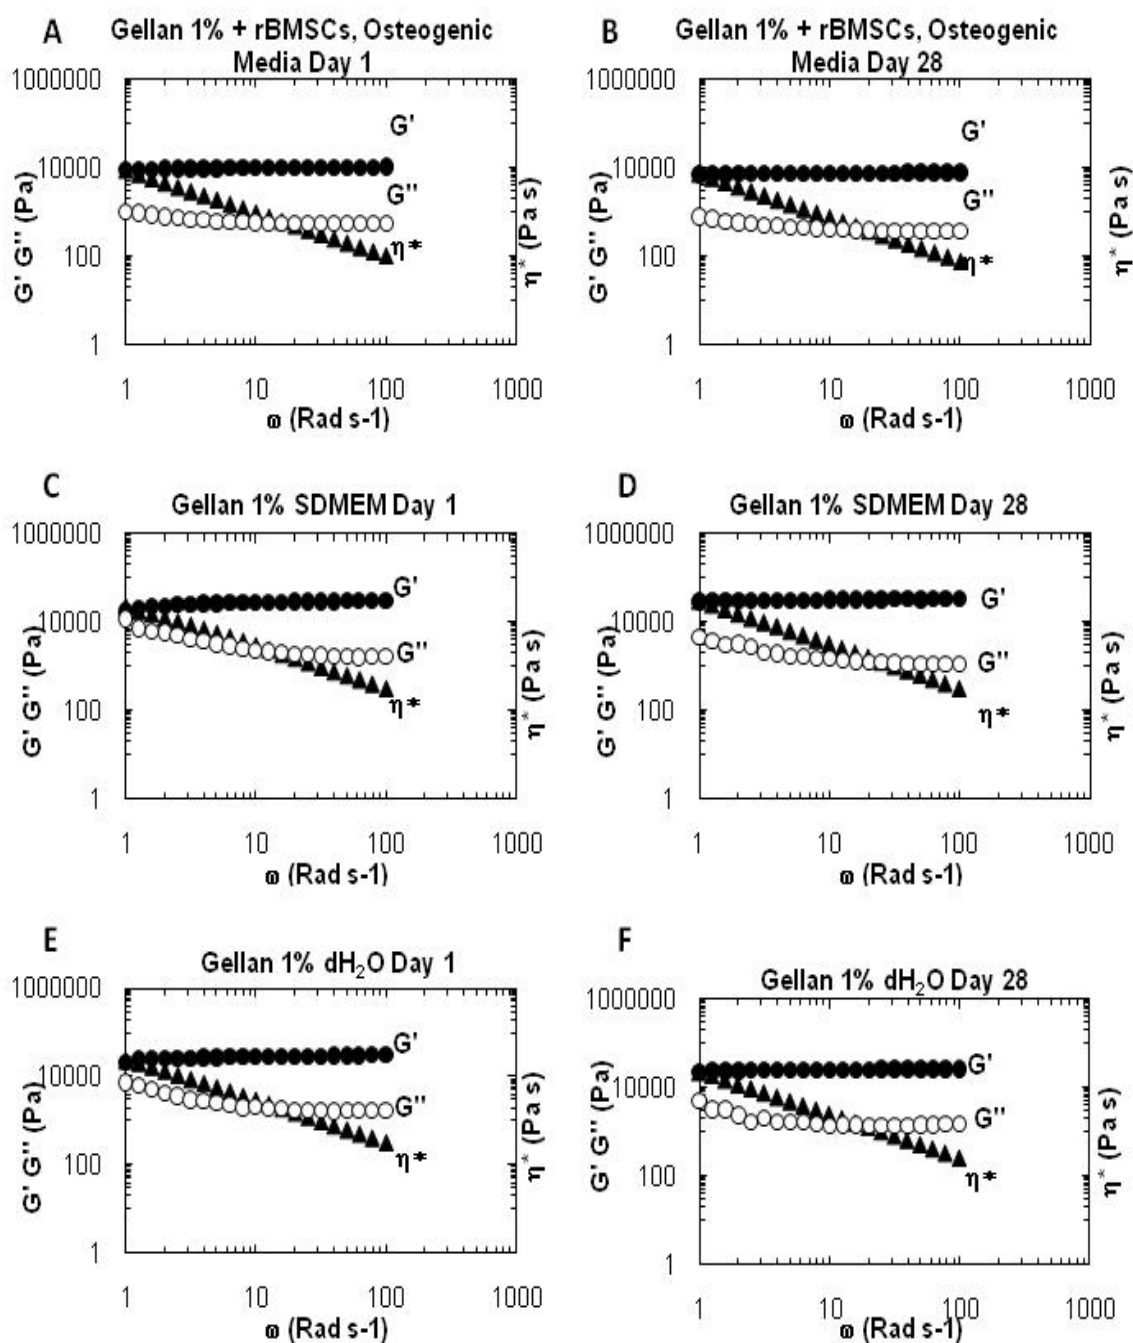 A
Gellan 1% + rBMSCs, Osteogenic
Media Day 1
1000000
10000
100
1
G' G'' (Pa)
G'
G''
η*
η* (Pa s)
1 10 100 1000
ω (Rad s-1)
B
Gellan 1% + rBMSCs, Osteogenic
Media Day 28
1000000
10000
100
1
G' G'' (Pa)
G'
G''
η*
η* (Pa s)
1 10 100 1000
ω (Rad s-1)
C
Gellan 1% SDMEM Day 1
1000000
10000
100
1
G' G'' (Pa)
G'
G''
η*
η* (Pa s)
1 10 100 1000
ω (Rad s-1)
D
Gellan 1% SDMEM Day 28
1000000
10000
100
1
G' G'' (Pa)
G'
G''
η*
η* (Pa s)
1 10 100 1000
ω (Rad s-1)
E
Gellan 1% dH₂O Day 1
1000000
10000
100
1
G' G'' (Pa)
G'
G''
η*
η* (Pa s)
1 10 100 1000
ω (Rad s-1)
F
Gellan 1% dH₂O Day 28
1000000
10000
100
1
G' G'' (Pa)
G'
G''
η*
η* (Pa s)
1 10 100 1000
ω (Rad s-1)